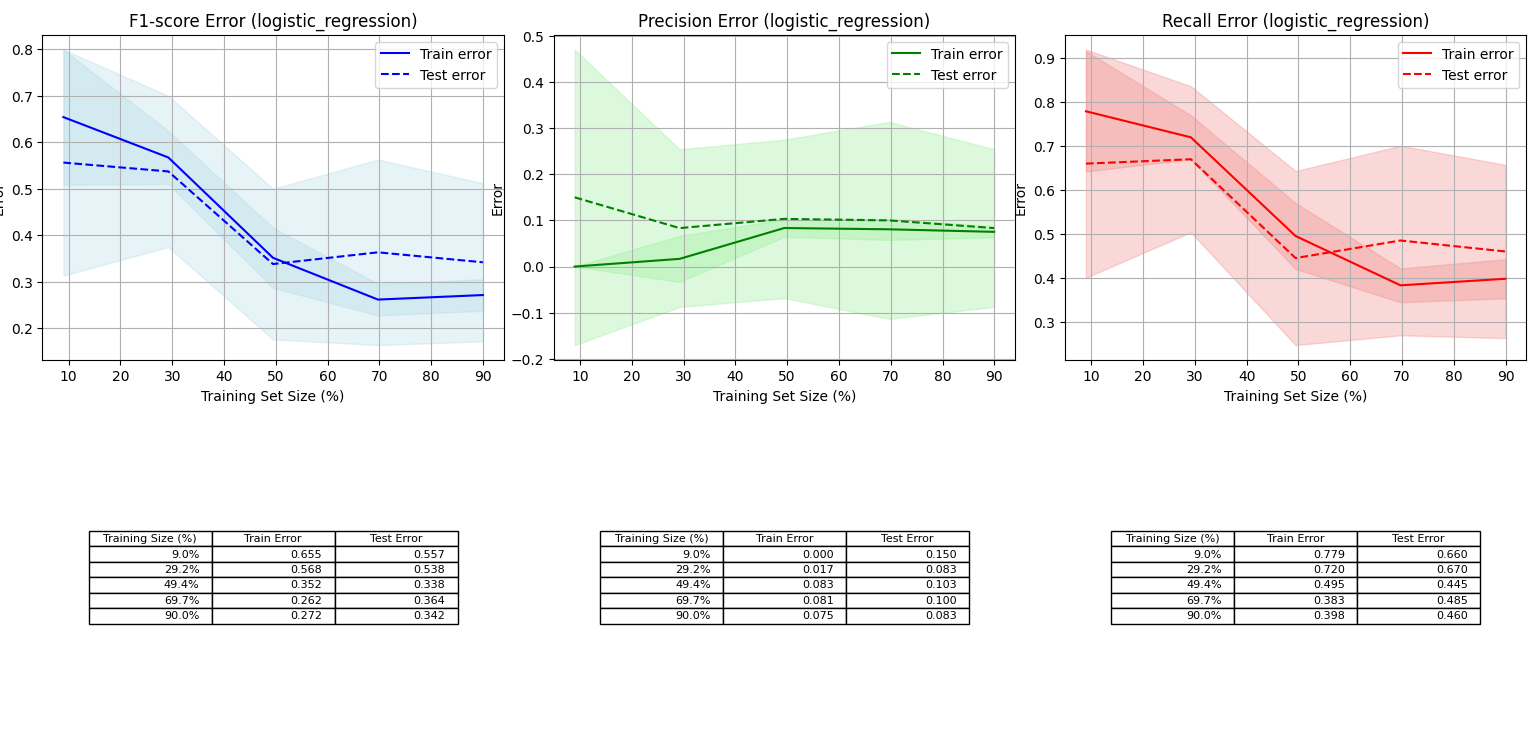 F1-score Error (logistic_regression)
Train error
Test error
0.8
0.7
0.6
0.5
0.4
0.3
0.2
Error
10 20 30 40 50 60 70 80 90
Training Set Size (%)
Precision Error (logistic_regression)
Train error
Test error
0.5
0.4
0.3
0.2
0.1
0.0
−0.1
−0.2
Error
10 20 30 40 50 60 70 80 90
Training Set Size (%)
Recall Error (logistic_regression)
Train error
Test error
0.9
0.8
0.7
0.6
0.5
0.4
0.3
Error
10 20 30 40 50 60 70 80 90
Training Set Size (%)
Training Size (%) Train Error Test Error
9.0% 0.655 0.557
29.2% 0.568 0.538
49.4% 0.352 0.338
69.7% 0.262 0.364
90.0% 0.272 0.342
Training Size (%) Train Error Test Error
9.0% 0.000 0.150
29.2% 0.017 0.083
49.4% 0.083 0.103
69.7% 0.081 0.100
90.0% 0.075 0.083
Training Size (%) Train Error Test Error
9.0% 0.779 0.660
29.2% 0.720 0.670
49.4% 0.495 0.445
69.7% 0.383 0.485
90.0% 0.398 0.460